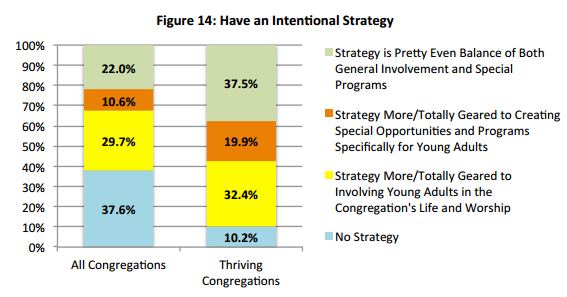 Figure 14: Have an Intentional Strategy
100%
90%
80%
70%
60%
50%
40%
30%
20%
10%
0%
22.0%
10.6%
29.7%
37.6%
37.5%
19.9%
32.4%
10.2%
All Congregations
Thriving
Congregations
Strategy is Pretty Even Balance of Both
General Involvement and Special
Programs
Strategy More/Totally Geared to Creating
Special Opportunities and Programs
Specifically for Young Adults
Strategy More/Totally Geared to
Involving Young Adults in the
Congregation's Life and Worship
No Strategy